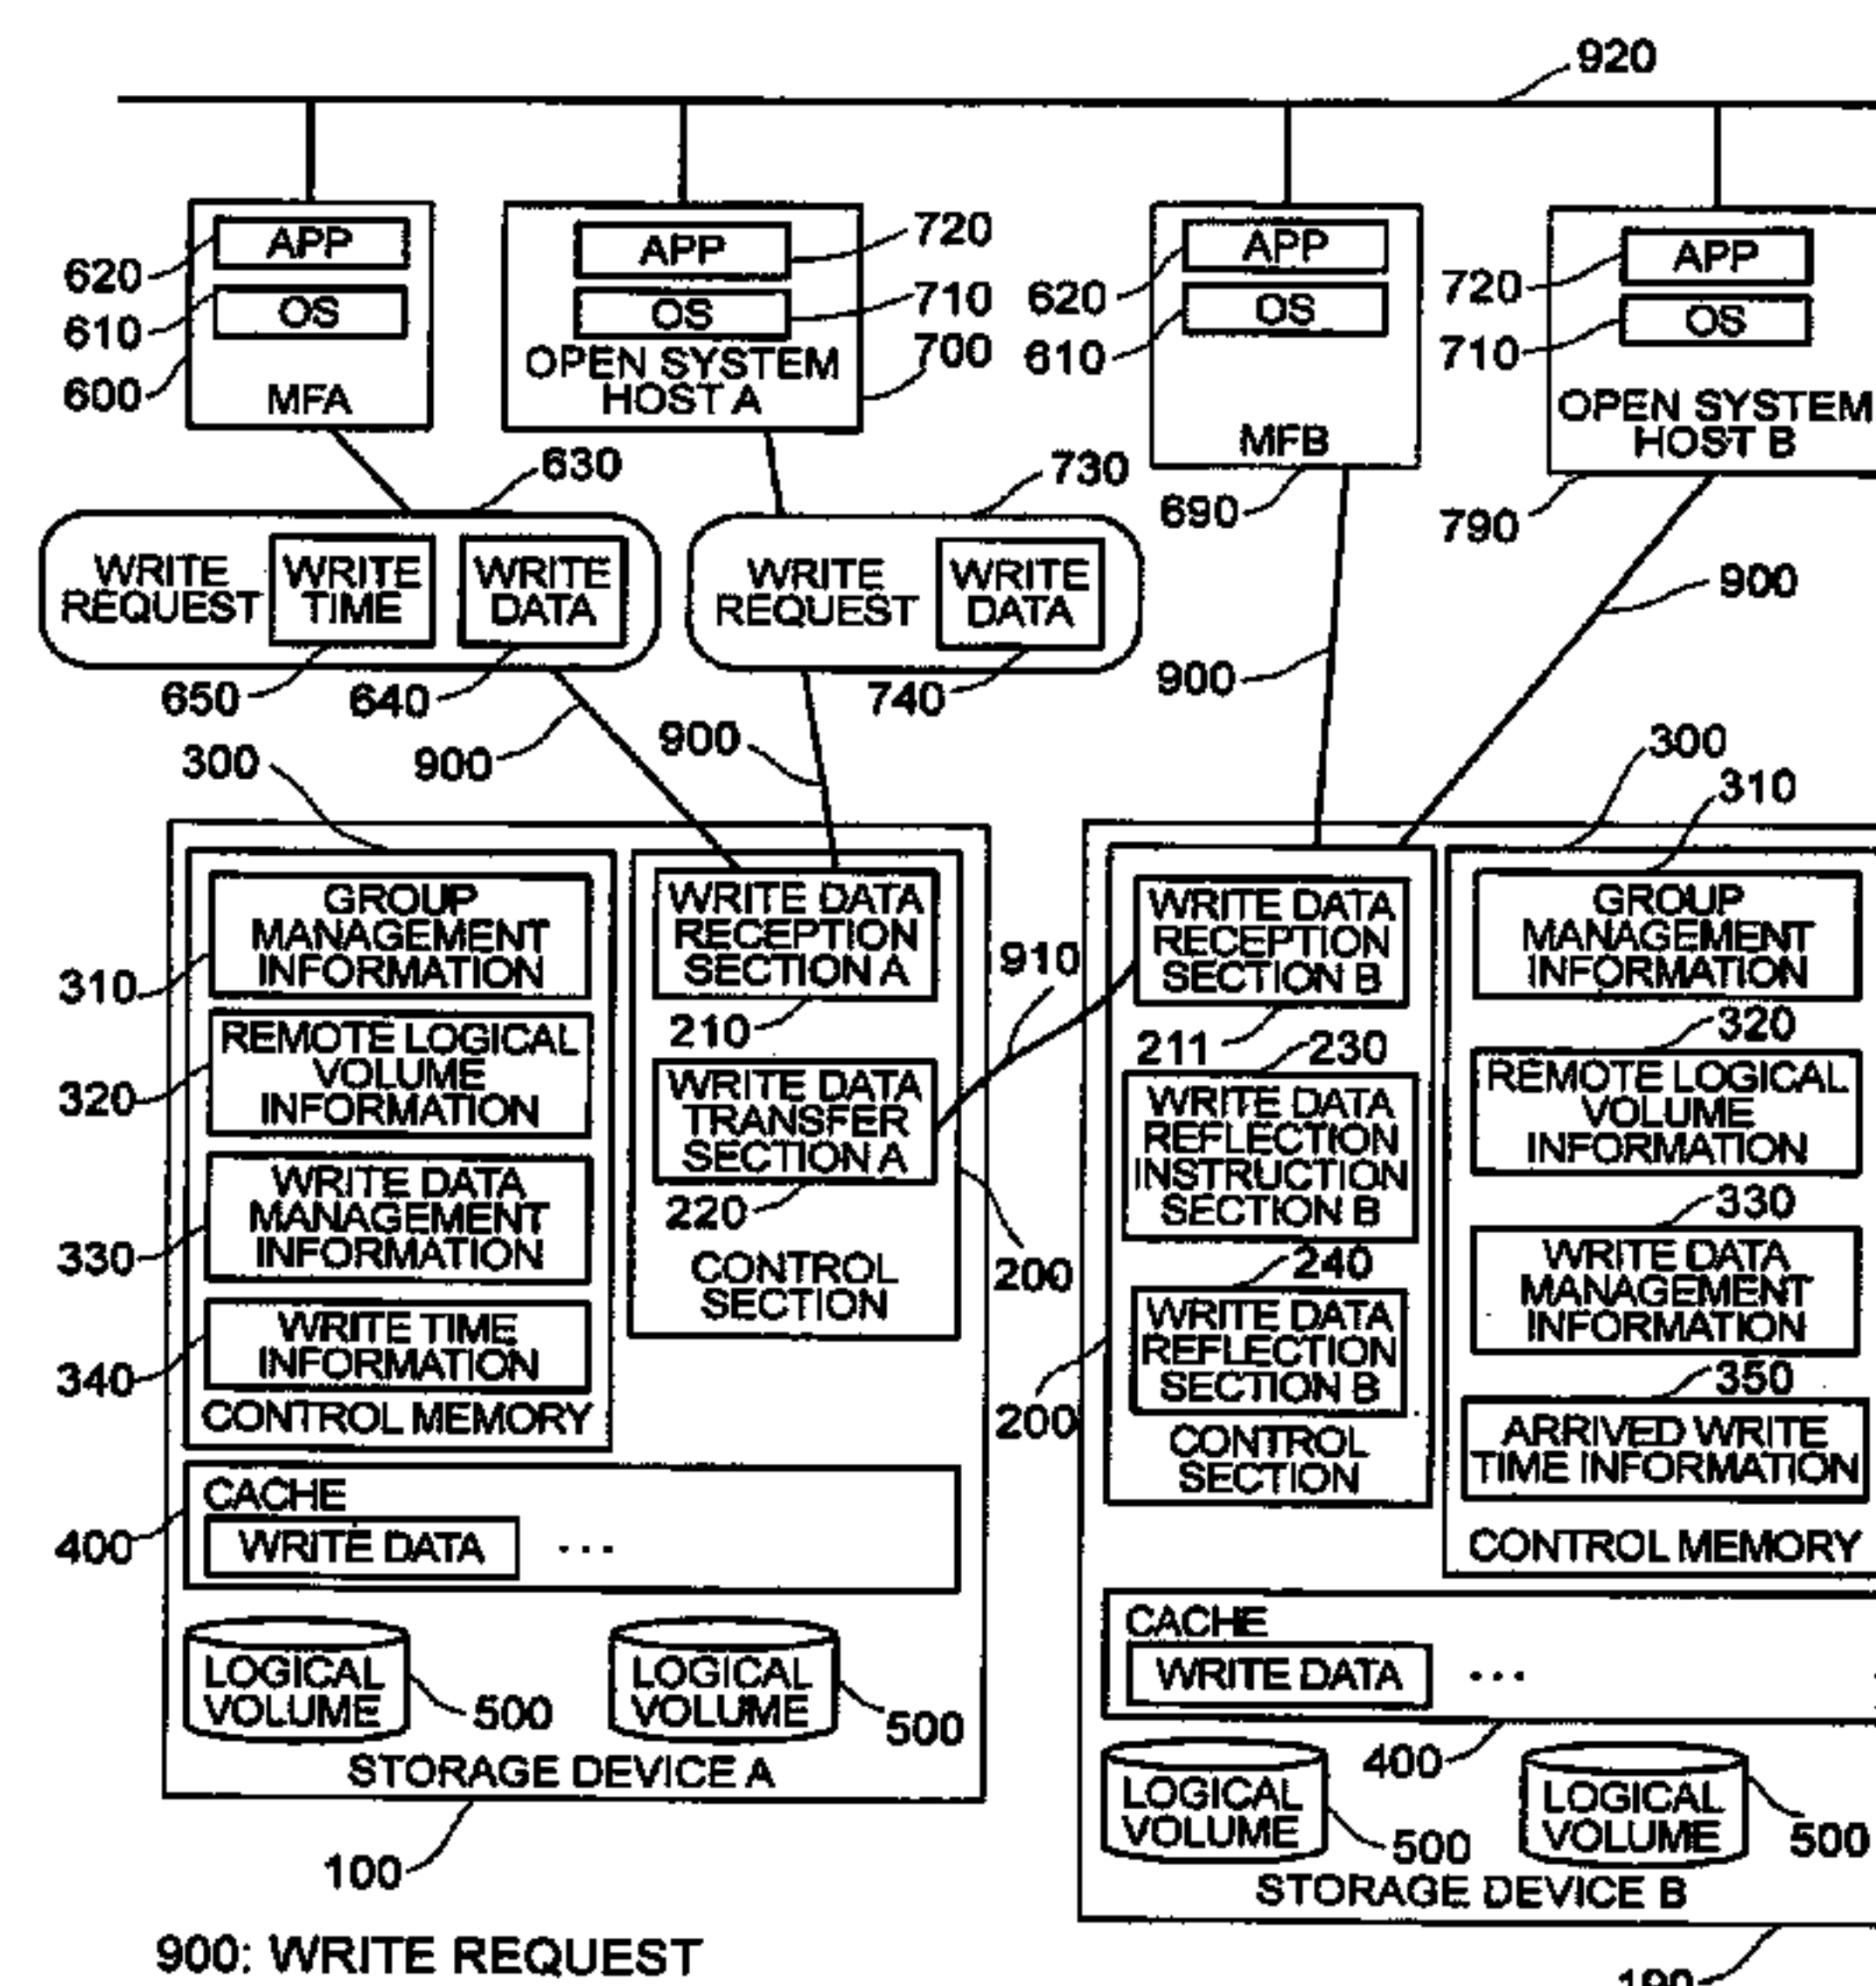 920
APP
OS
MFA
620
610
600
APP
OS
OPEN SYSTEM
HOST A
720
710
700
APP
OS
MFB
620
610
690
APP
OS
OPEN SYSTEM
HOST B
720
710
790
630
WRITE
REQUEST
WRITE
TIME
WRITE
DATA
650
640
900
730
WRITE
REQUEST
WRITE
DATA
740
900
900
900
300
GROUP
MANAGEMENT
INFORMATION
310
REMOTE LOGICAL
VOLUME
INFORMATION
320
WRITE DATA
MANAGEMENT
INFORMATION
330
WRITE TIME
INFORMATION
340
CONTROL MEMORY
WRITE DATA
RECEPTION
SECTION A
210
WRITE DATA
TRANSFER
SECTION A
220
CONTROL
SECTION
200
910
CACHE
WRITE DATA
...
400
LOGICAL
VOLUME
500
LOGICAL
VOLUME
500
STORAGE DEVICE A
100
WRITE DATA
RECEPTION
SECTION B
211
230
WRITE DATA
REFLECTION
INSTRUCTION
SECTION B
240
WRITE DATA
REFLECTION
SECTION B
CONTROL
SECTION
200
300
310
GROUP
MANAGEMENT
INFORMATION
320
REMOTE LOGICAL
VOLUME
INFORMATION
330
WRITE DATA
MANAGEMENT
INFORMATION
350
ARRIVED WRITE
TIME INFORMATION
CONTROL MEMORY
CACHE
WRITE DATA
...
400
LOGICAL
VOLUME
500
LOGICAL
VOLUME
500
STORAGE DEVICE B
190
900: WRITE REQUEST